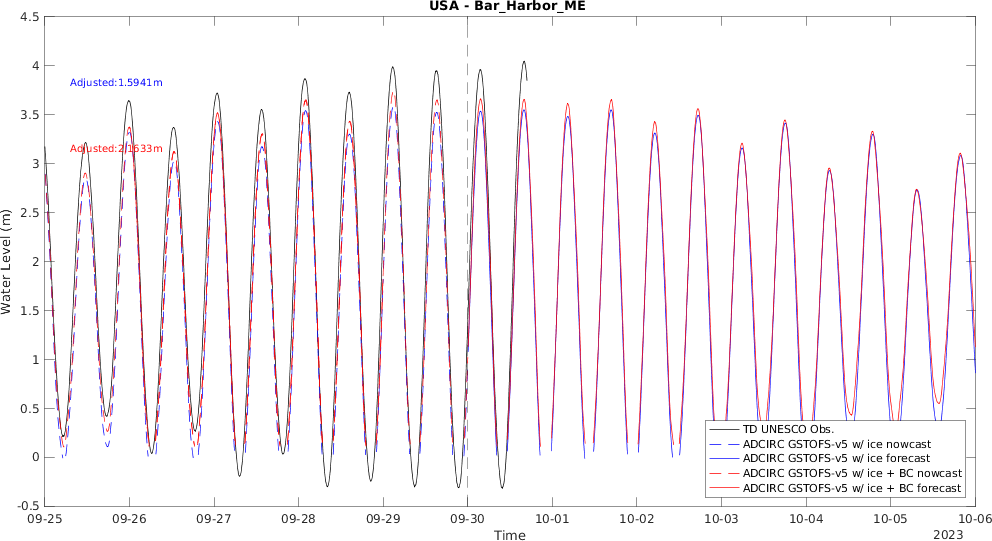 USA - Bar_Harbor_ME
4.5
4
3.5
3
2.5
2
1.5
1
0.5
0
-0.5
Water Level (m)
Adjusted:1.5941m
Adjusted:2.1633m
TD UNESCO Obs.
ADCIRC GSTOFS-v5 w/ ice nowcast
ADCIRC GSTOFS-v5 w/ ice forecast
ADCIRC GSTOFS-v5 w/ ice + BC nowcast
ADCIRC GSTOFS-v5 w/ ice + BC forecast
09-25 09-26 09-27 09-28 09-29 09-30 10-01 10-02 10-03 10-04 10-05 10-06
Time
2023